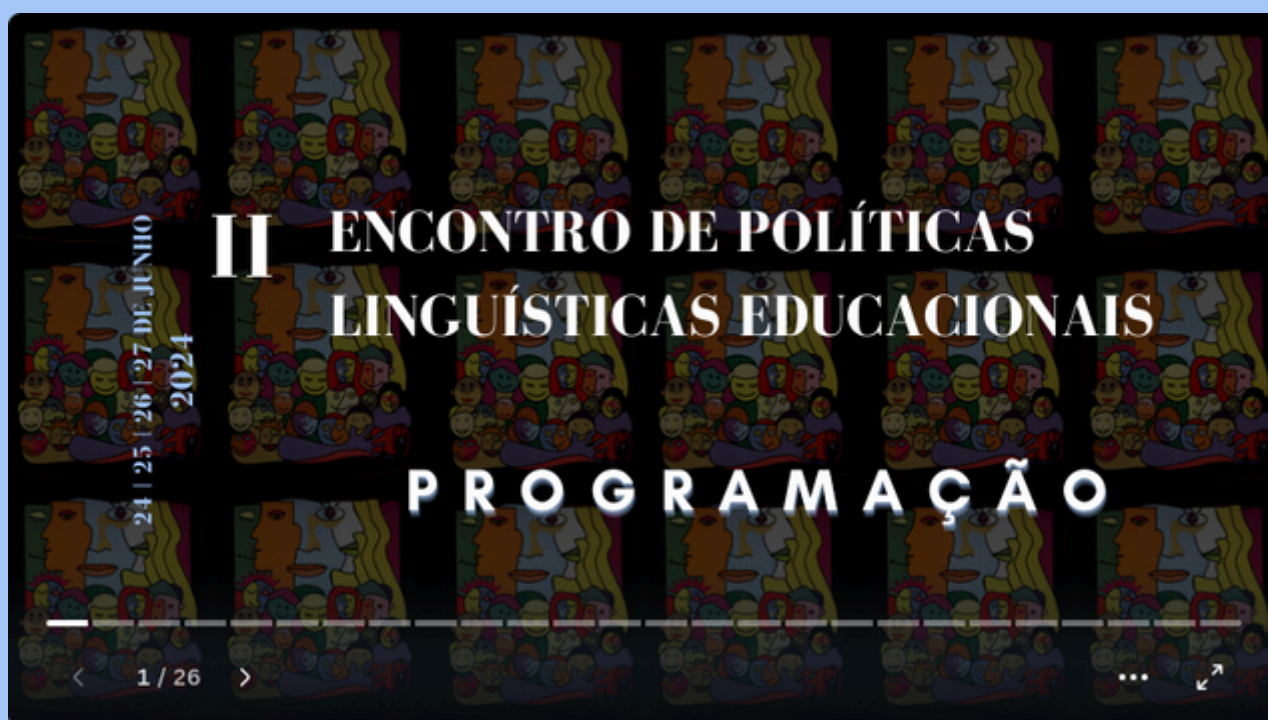 24 | 25 | 26 | 27 DE JUNHO
2024
II
ENCONTRO DE POLÍTICAS
LINGUÍSTICAS EDUCACIONAIS
PROGRAMAÇÃO
1 / 26